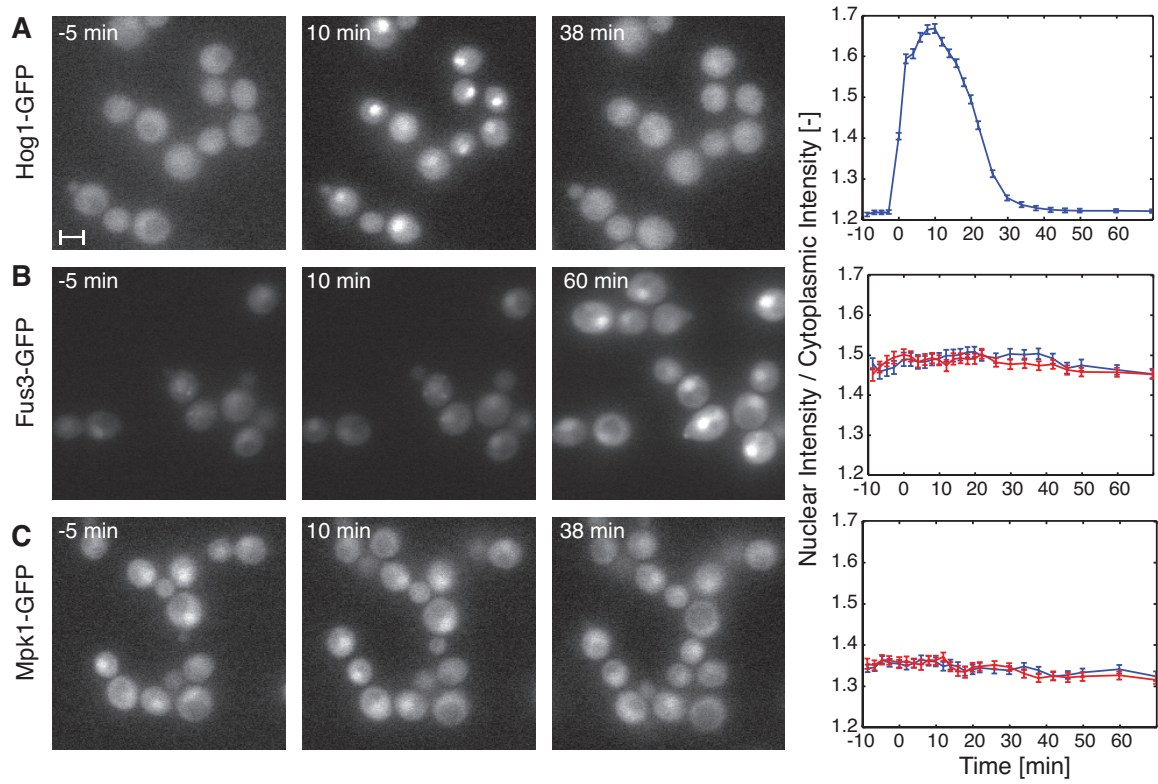 A
Hogl-GFP
-5 min
10 min
38 min
1.7
1.6
1.5
1.4
1.3
1.2
-10 0 10 20 30 40 50 60
B
Fus3-GFP
-5 min
10 min
60 min
1.7
1.6
1.5
1.4
1.3
1.2
-10 0 10 20 30 40 50 60
C
Mpk1-GFP
-5 min
10 min
38 min
1.7
1.6
1.5
1.4
1.3
1.2
-10 0 10 20 30 40 50 60
Nuclear Intensity / Cytoplasmic Intensity [-]
Time [min]